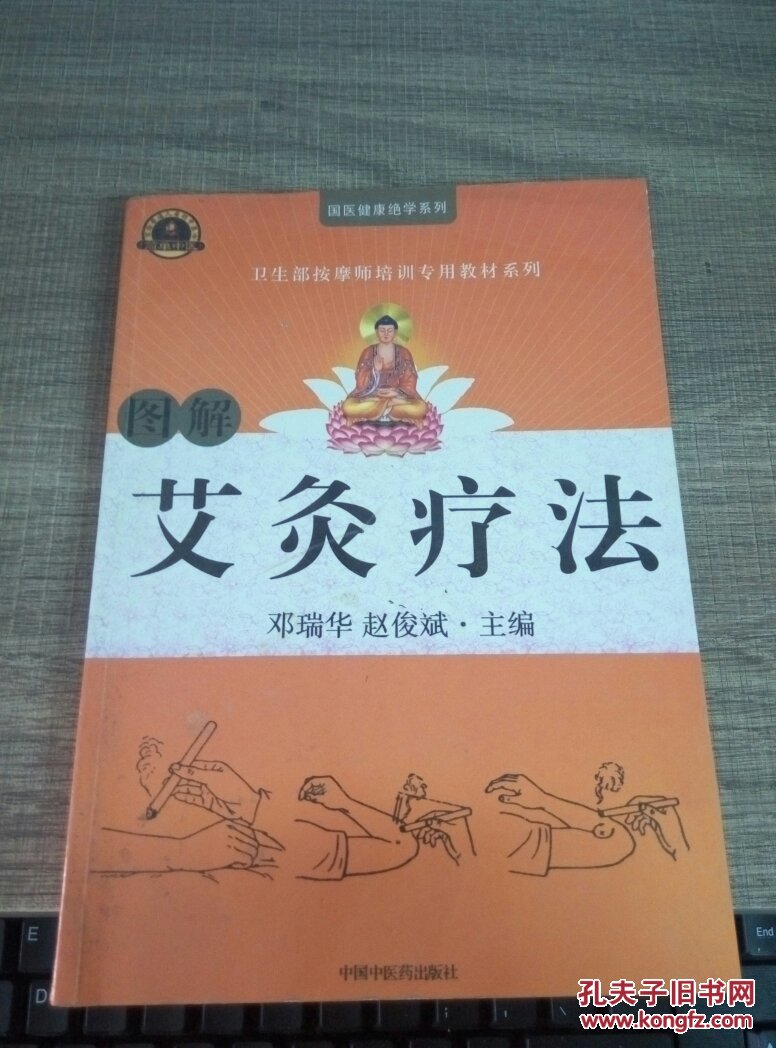 国医健康绝学系列
卫生部按摩师培训专用教材系列
图解
艾灸疗法
邓瑞华 赵俊斌·主编
中国中医药出版社
E
D
End
孔夫子旧书网
www.kongfz.com